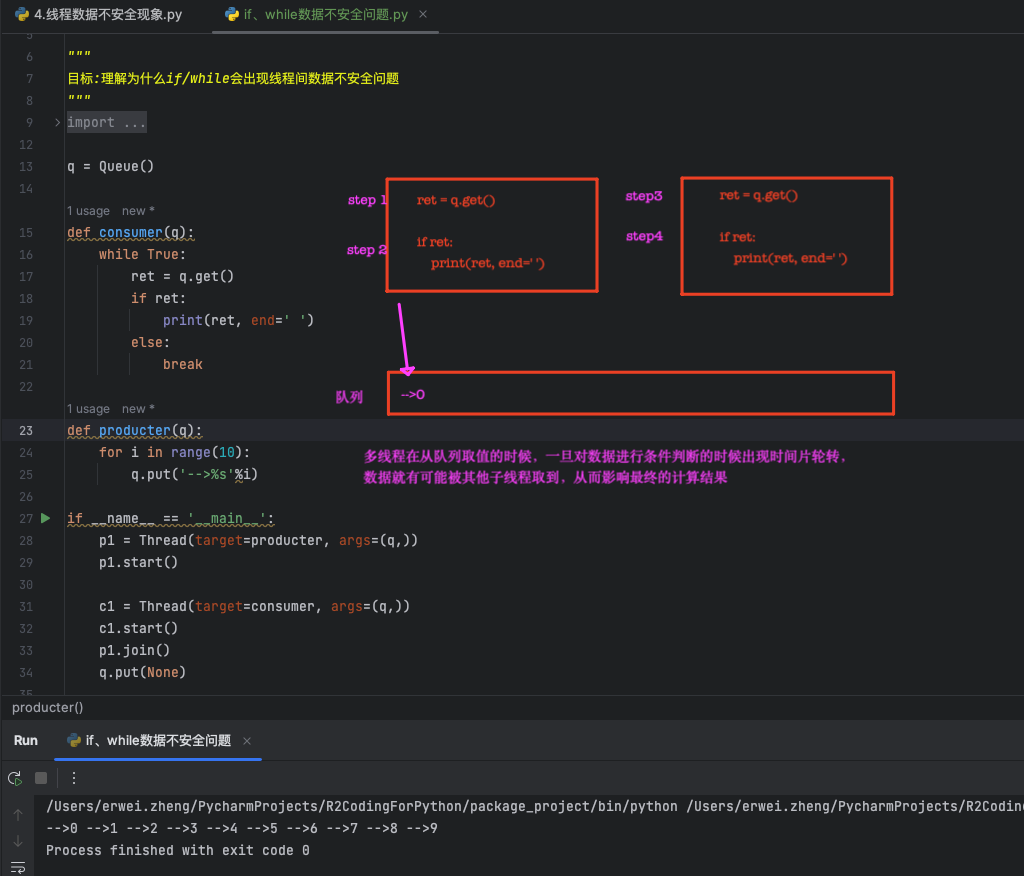 4.线程数据不安全现象.py
if、while数据不安全问题.py
5
6 """
7 目标:理解为什么if/while会出现线程间数据不安全问题
8 """
9 import ...
12
13 q = Queue()
14
1 usage new *
15 def consumer(q):
16 while True:
17 ret = q.get()
18 if ret:
19 print(ret, end=' ')
20 else:
21 break
22
1 usage new *
23 def producter(q):
24 for i in range(10):
25 q.put('-->%s'%i)
26
27 if __name__ == '__main__':
28 p1 = Thread(target=producter, args=(q,))
29 p1.start()
30
31 c1 = Thread(target=consumer, args=(q,))
32 c1.start()
33 p1.join()
34 q.put(None)
35
step 1
ret = q.get()
step 2
if ret:
print(ret, end=' ')
step3
ret = q.get()
step4
if ret:
print(ret, end=' ')
队列
-->0
多线程在从队列取值的时候，一旦对数据进行条件判断的时候出现时间片轮转，
数据就有可能被其他子线程取到，从而影响最终的计算结果
producter()
Run
if、while数据不安全问题
/Users/erwei.zheng/PycharmProjects/R2CodingForPython/package_project/bin/python /Users/erwei.zheng/PycharmProjects/R2Coding
-->0 -->1 -->2 -->3 -->4 -->5 -->6 -->7 -->8 -->9
Process finished with exit code 0